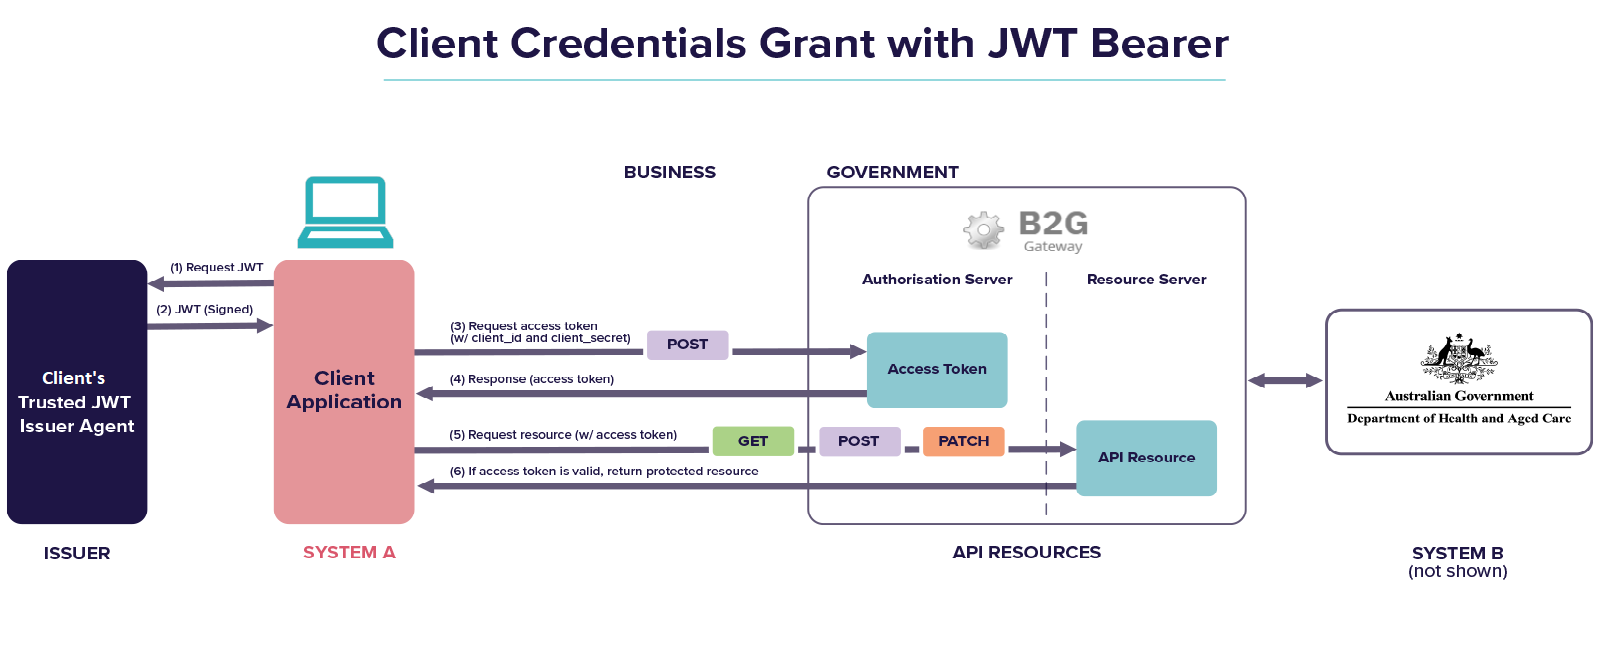 Client Credentials Grant with JWT Bearer
BUSINESS
GOVERNMENT
B2G
Gateway
Authorisation Server
Resource Server
(1) Request JWT
(2) JWT (Signed)
(3) Request access token
(w/ client_id and client_secret)
POST
(4) Response (access token)
(5) Request resource (w/ access token)
GET
POST
PATCH
(6) If access token is valid, return protected resource
Client's
Trusted JWT
Issuer Agent
Client
Application
Access Token
API Resource
Australian Government
Department of Health and Aged Care
ISSUER
SYSTEM A
API RESOURCES
SYSTEM B
(not shown)